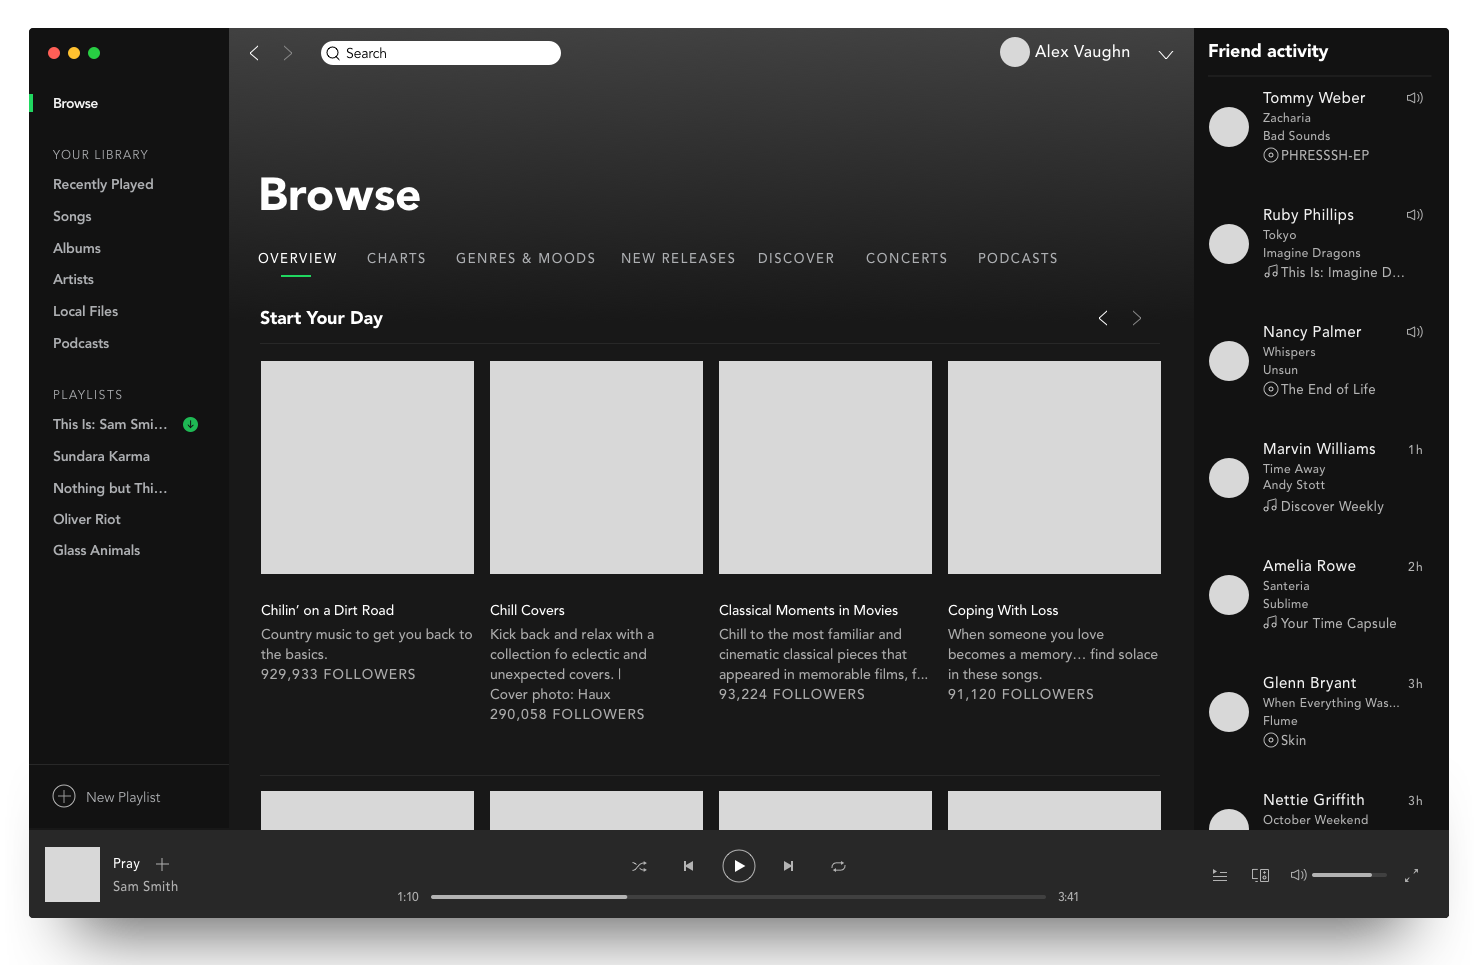 Search
Alex Vaughn
Browse
YOUR LIBRARY
Recently Played
Songs
Albums
Artists
Local Files
Podcasts
PLAYLISTS
This Is: Sam Smi...
Sundara Karma
Nothing but Thi...
Oliver Riot
Glass Animals
New Playlist
Browse
OVERVIEW CHARTS GENRES & MOODS NEW RELEASES DISCOVER CONCERTS PODCASTS
Start Your Day
Chilin’ on a Dirt Road
Country music to get you back to
the basics.
929,933 FOLLOWERS
Chill Covers
Kick back and relax with a
collection fo eclectic and
unexpected covers. |
Cover photo: Haux
290,058 FOLLOWERS
Classical Moments in Movies
Chill to the most familiar and
cinematic classical pieces that
appeared in memorable films, f...
93,224 FOLLOWERS
Coping With Loss
When someone you love
becomes a memory... find solace
in these songs.
91,120 FOLLOWERS
Friend activity
Tommy Weber
Zacharia
Bad Sounds
PHRESSSH-EP
Ruby Phillips
Tokyo
Imagine Dragons
This Is: Imagine D...
Nancy Palmer
Whispers
Unsun
The End of Life
Marvin Williams 1h
Time Away
Andy Stott
Discover Weekly
Amelia Rowe 2h
Santeria
Sublime
Your Time Capsule
Glenn Bryant 3h
When Everything Was...
Flume
Skin
Nettie Griffith 3h
October Weekend
Pray
Sam Smith
1:10 3:41